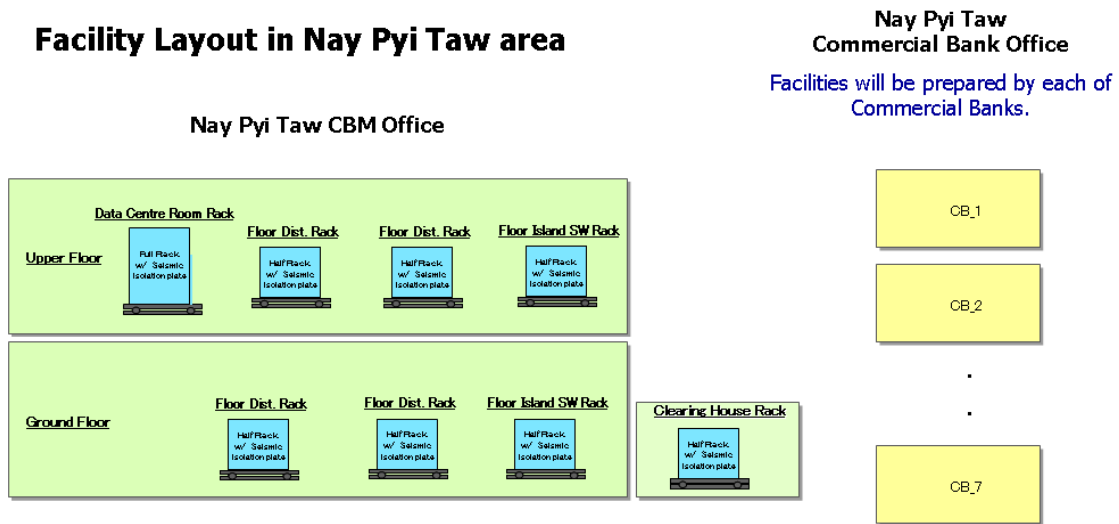 Facility Layout in Nay Pyi Taw area
Nay Pyi Taw
Commercial Bank Office
Facilities will be prepared by each of
Commercial Banks.
Nay Pyi Taw CBM Office
Upper Floor
Data Centre Room Rack
Full Rack
w/ Seismic
Isolation plate
Floor Dist. Rack
Half Rack
w/ Seismic
Isolation plate
Floor Dist. Rack
Half Rack
w/ Seismic
Isolation plate
Floor Island SW Rack
Half Rack
w/ Seismic
Isolation plate
Ground Floor
Floor Dist. Rack
Half Rack
w/ Seismic
Isolation plate
Floor Dist. Rack
Half Rack
w/ Seismic
Isolation plate
Floor Island SW Rack
Half Rack
w/ Seismic
Isolation plate
Clearing House Rack
Half Rack
w/ Seismic
Isolation plate
CB_1
CB_2
.
.
CB_7